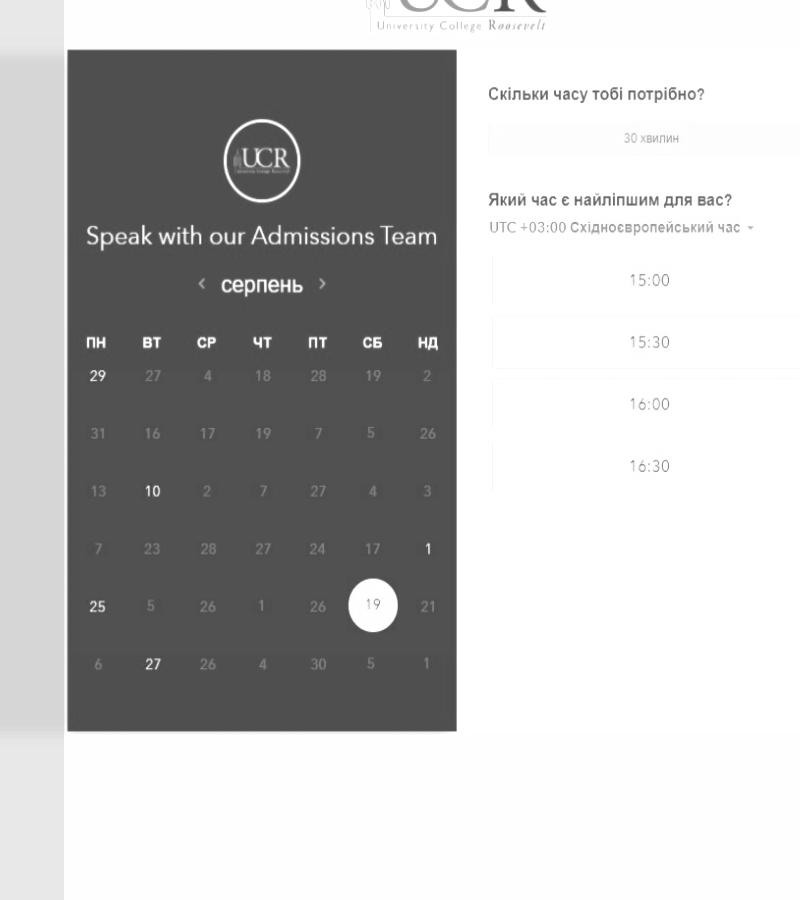 UCR
University College Roosevelt
UCR
Speak with our Admissions Team
< серпень >
ПН ВТ СР ЧТ ПТ СБ НД
29 27 4 18 28 19 2
31 16 17 19 7 5 26
13 10 2 7 27 4 3
7 23 28 27 24 17 1
25 5 26 1 26 19 21
6 27 26 4 30 5 1
Скільки часу тобі потрібно?
30 хвилин
Який час є найліпшим для вас?
UTC +03:00 Східноєвропейський час
15:00
15:30
16:00
16:30